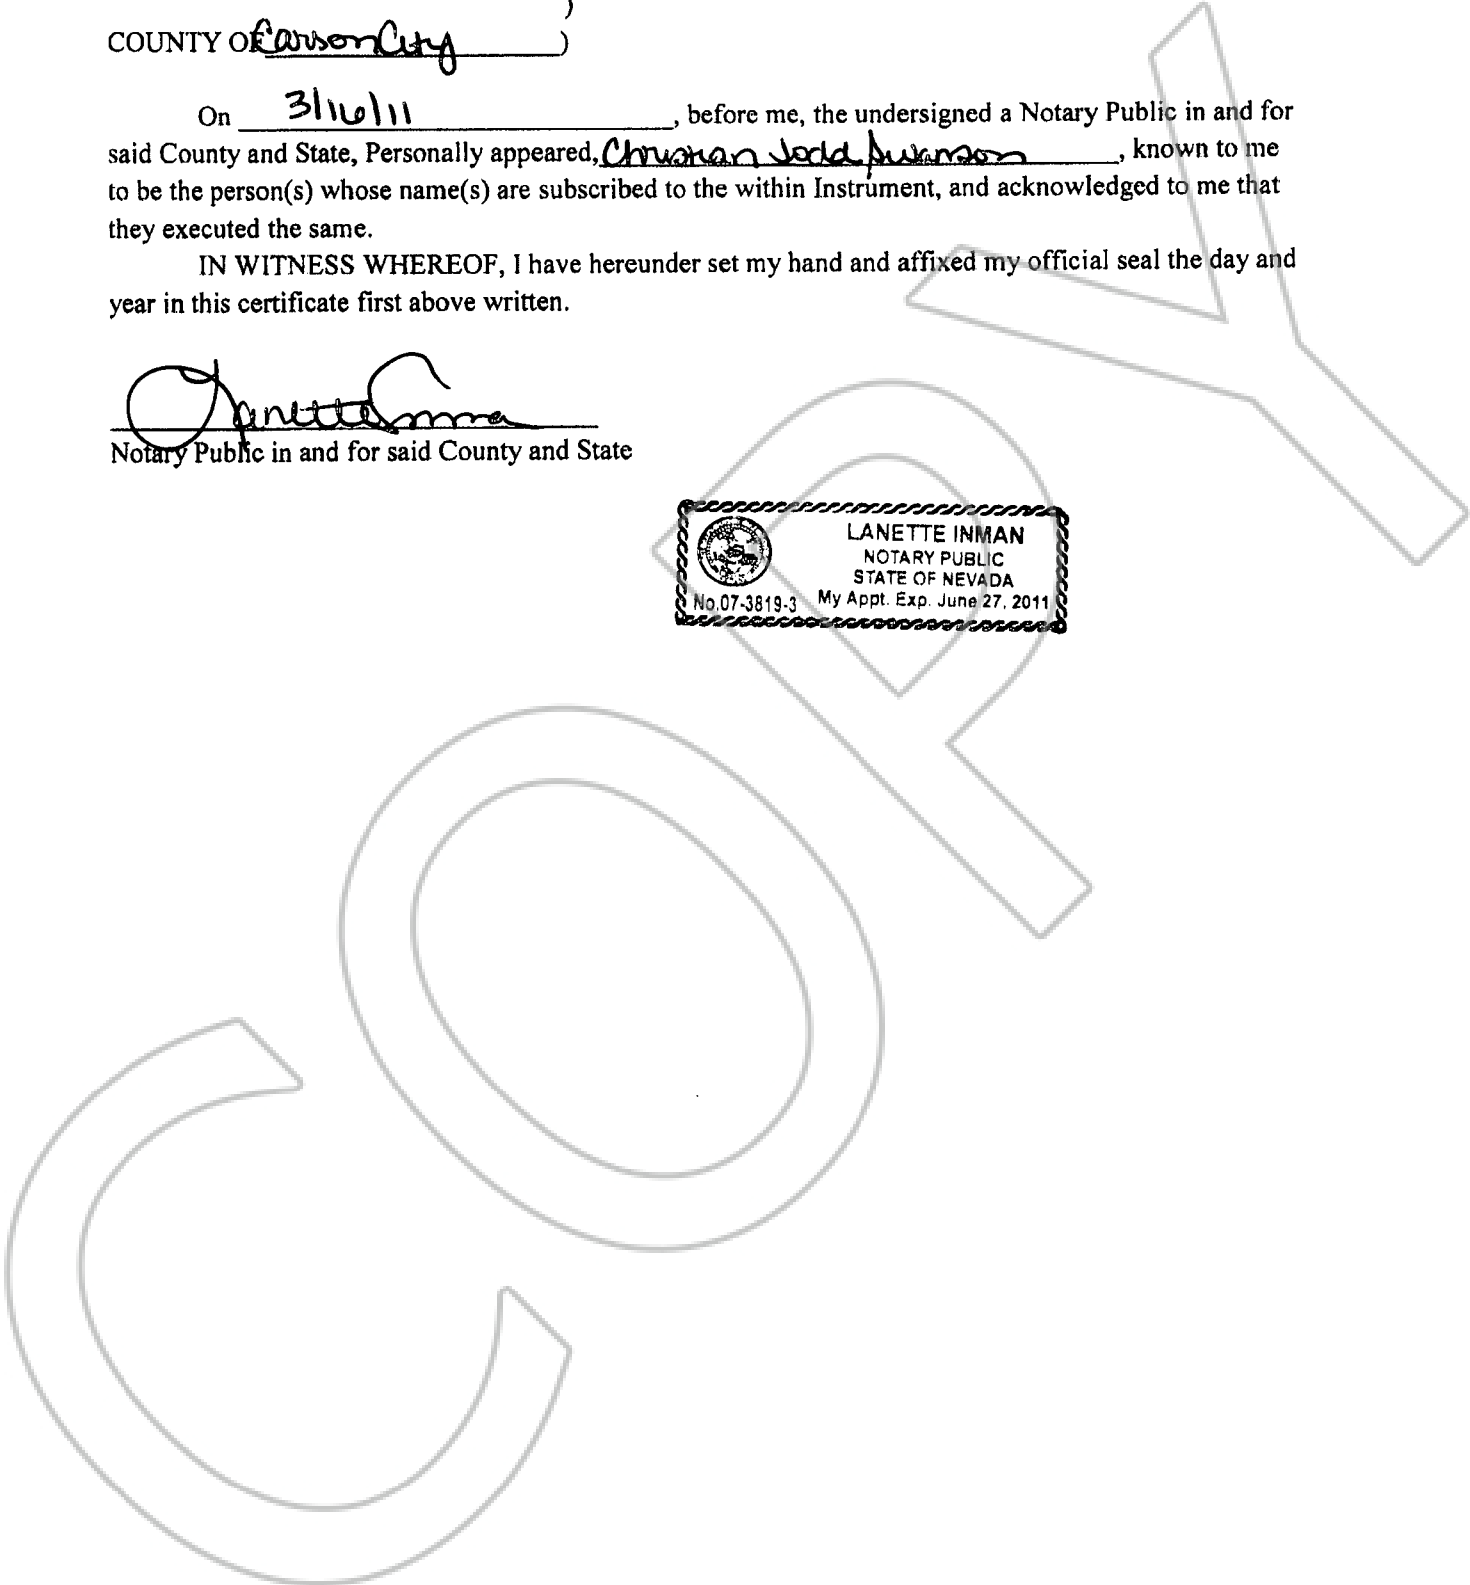 )
COUNTY OF Carson City )
On 3/16/11, before me, the undersigned a Notary Public in and for
said County and State, Personally appeared, Christian Todd Swanson, known to me
to be the person(s) whose name(s) are subscribed to the within Instrument, and acknowledged to me that
they executed the same.
IN WITNESS WHEREOF, I have hereunder set my hand and affixed my official seal the day and
year in this certificate first above written.
Lanette Inman
Notary Public in and for said County and State
LANETTE INMAN
NOTARY PUBLIC
STATE OF NEVADA
No.07-3819-3 My Appt. Exp. June 27, 2011
COPY